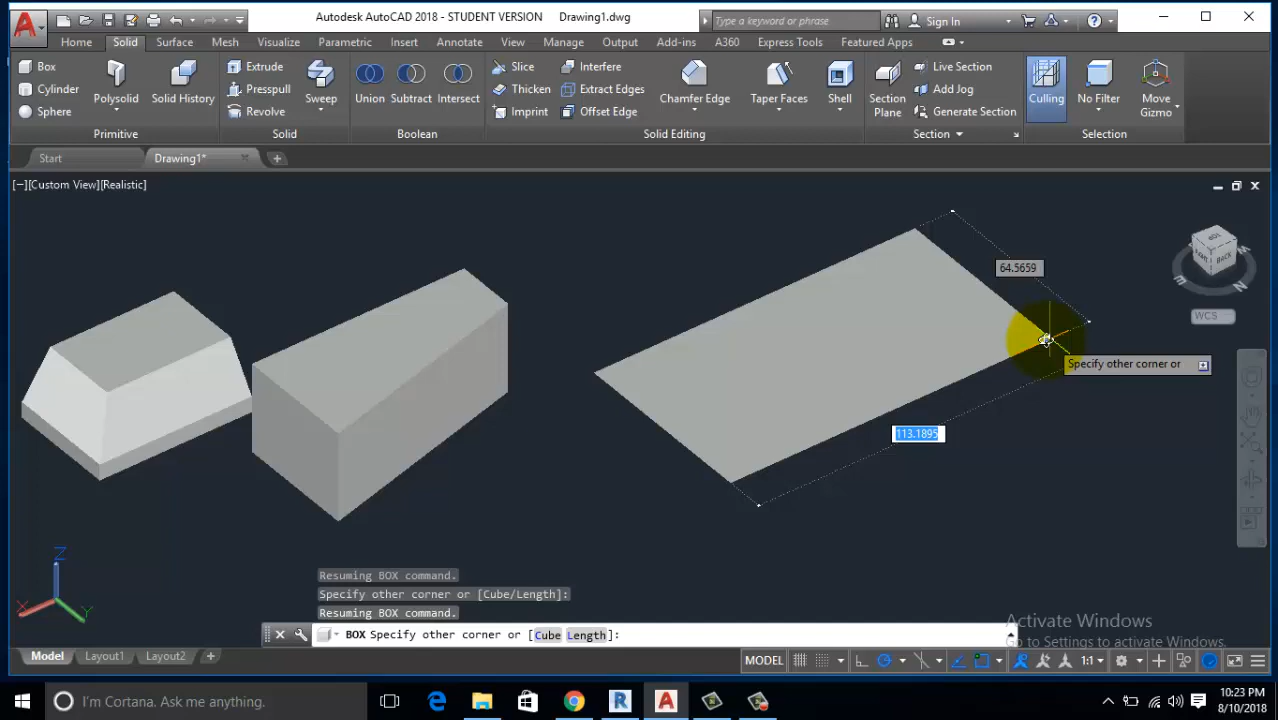 Autodesk AutoCAD 2018 - STUDENT VERSION Drawing1.dwg Type a keyword or phrase Sign In
Home Solid Surface Mesh Visualize Parametric Insert Annotate View Manage Output Add-ins A360 Express Tools Featured Apps
Box
Cylinder
Sphere
Polysolid
Solid History
Primitive
Extrude
Presspull
Revolve
Sweep
Solid
Union Subtract Intersect
Boolean
Slice
Thicken
Imprint
Interfere
Extract Edges
Offset Edge
Chamfer Edge
Taper Faces
Shell
Solid Editing
Section
Plane
Live Section
Add Jog
Generate Section
Section
Culling
No Filter
Move
Gizmo
Selection
Start Drawing1*
[−][Custom View][Realistic]
TOP
BACK
E
N
W
WCS
64.5659
Specify other corner or
113.1895
Z
X
Y
Resuming BOX command.
Specify other corner or [Cube/Length]:
Resuming BOX command.
BOX Specify other corner or [Cube Length]:
Activate Windows
Go to Settings to activate Windows.
Model Layout1 Layout2 MODEL 1:1
I'm Cortana. Ask me anything.
10:23 PM
8/10/2018